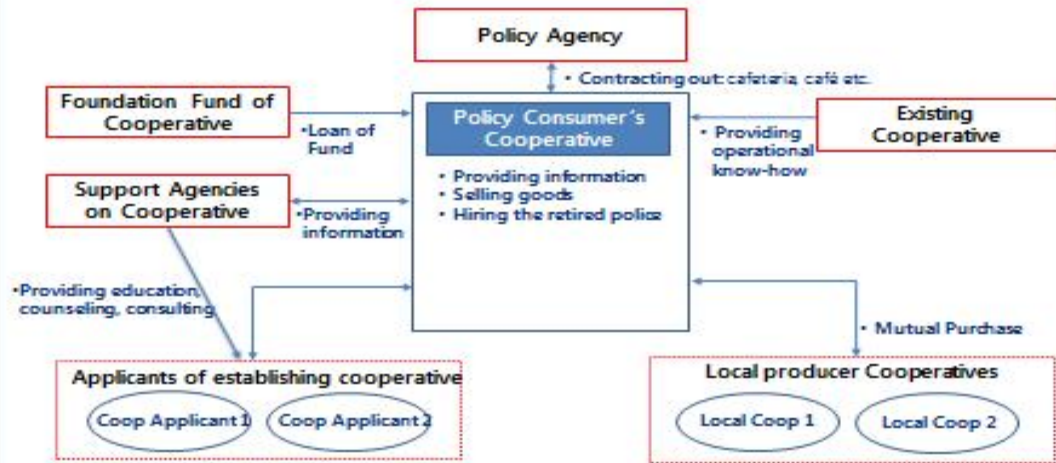 Policy Agency
• Contracting out: cafeteria, café etc.
Foundation Fund of
Cooperative
•Loan of
Fund
Policy Consumer's
Cooperative
• Providing information
• Selling goods
• Hiring the retired police
Existing
Cooperative
• Providing
operational
know-how
Support Agencies
on Cooperative
•Providing
information
•Providing education,
counseling, consulting
• Mutual Purchase
Applicants of establishing cooperative
Coop Applicant 1
Coop Applicant 2
Local producer Cooperatives
Local Coop 1
Local Coop 2